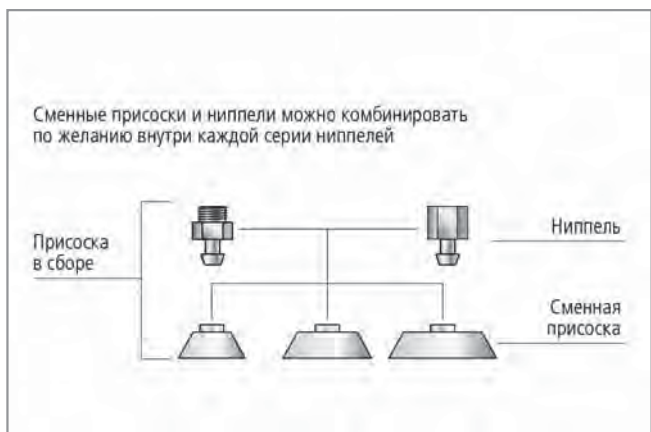 Сменные присоски и ниппели можно комбинировать
по желанию внутри каждой серии ниппелей
Присоска
в сборе
Ниппель
Сменная
присоска